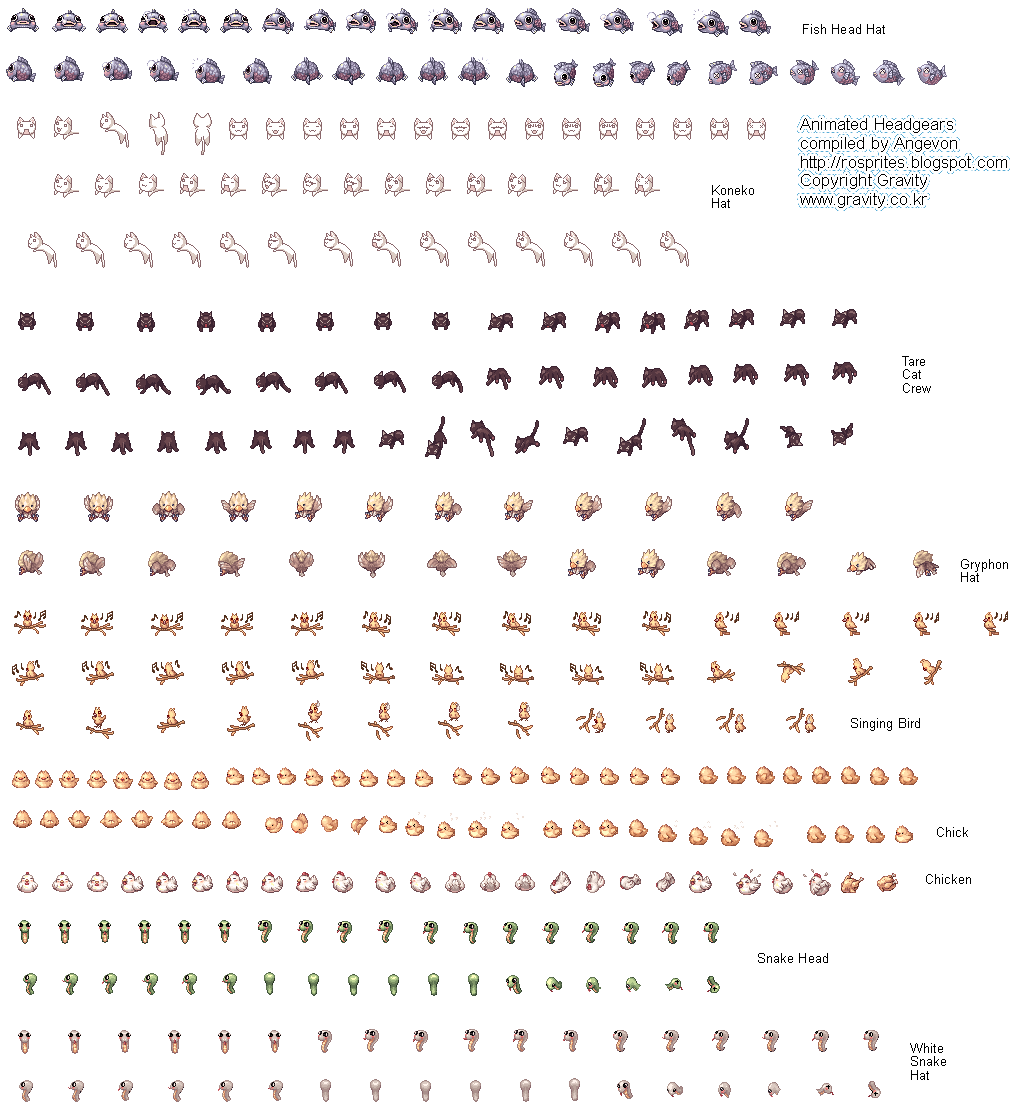 Fish Head Hat
Animated Headgears
compiled by Angevon
http://rosprites.blogspot.com
Copyright Gravity
www.gravity.co.kr
Koneko
Hat
Tare
Cat
Crew
Gryphon
Hat
Singing Bird
Chick
Chicken
Snake Head
White
Snake
Hat